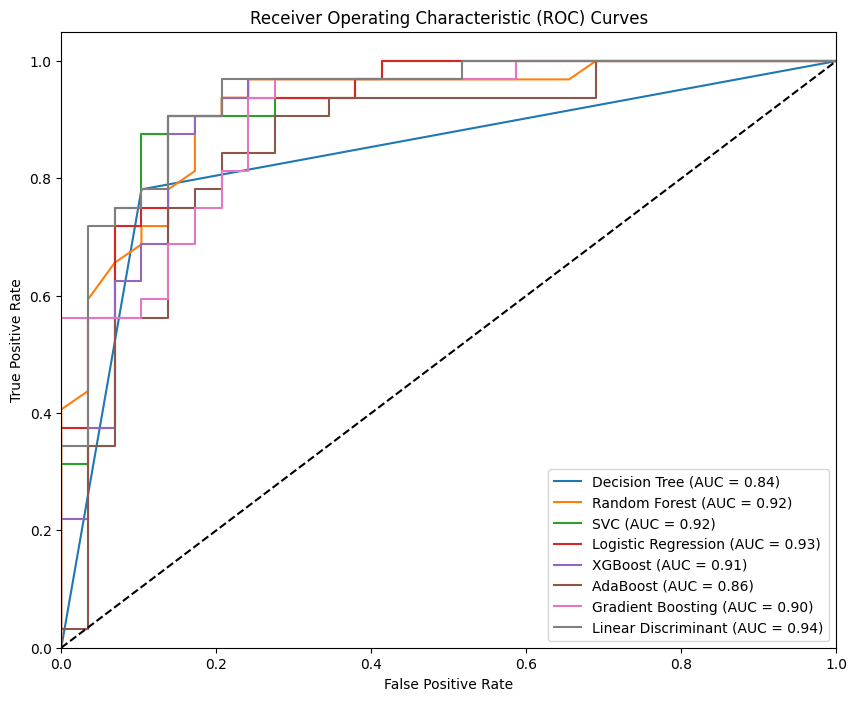 Receiver Operating Characteristic (ROC) Curves
True Positive Rate
1.0
0.8
0.6
0.4
0.2
0.0
Decision Tree (AUC = 0.84)
Random Forest (AUC = 0.92)
SVC (AUC = 0.92)
Logistic Regression (AUC = 0.93)
XGBoost (AUC = 0.91)
AdaBoost (AUC = 0.86)
Gradient Boosting (AUC = 0.90)
Linear Discriminant (AUC = 0.94)
0.0 0.2 0.4 0.6 0.8 1.0
False Positive Rate